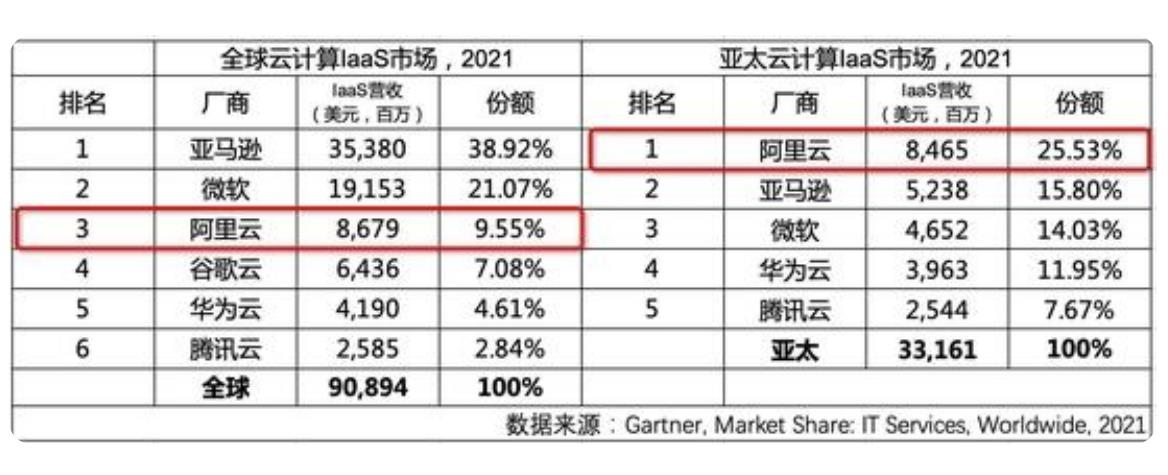 全球云计算IaaS市场，2021 亚太云计算IaaS市场，2021
排名 厂商 IaaS营收 份额 排名 厂商 IaaS营收 份额
（美元，百万） （美元，百万）
1 亚马逊 35,380 38.92% 1 阿里云 8,465 25.53%
2 微软 19,153 21.07% 2 亚马逊 5,238 15.80%
3 阿里云 8,679 9.55% 3 微软 4,652 14.03%
4 谷歌云 6,436 7.08% 4 华为云 3,963 11.95%
5 华为云 4,190 4.61% 5 腾讯云 2,544 7.67%
6 腾讯云 2,585 2.84% 亚太 33,161 100%
全球 90,894 100%
数据来源：Gartner, Market Share: IT Services, Worldwide, 2021